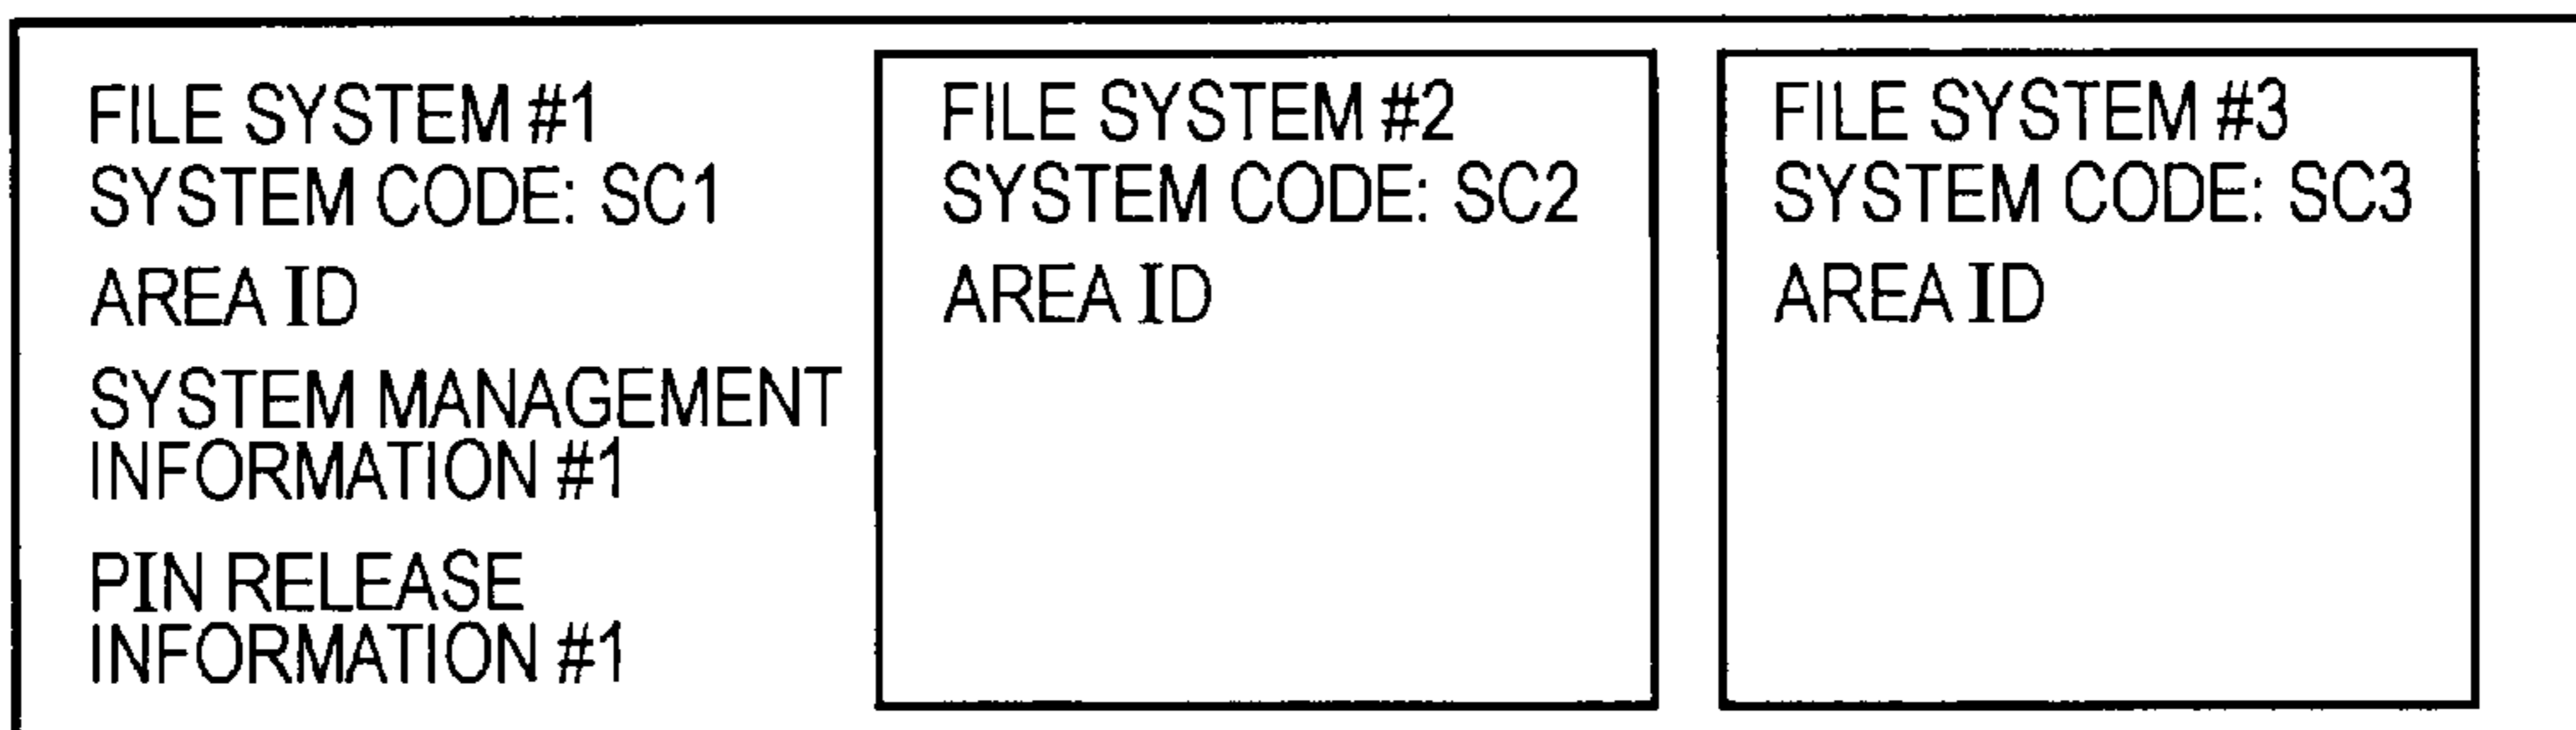 FILE SYSTEM #1
SYSTEM CODE: SC1
AREA ID
SYSTEM MANAGEMENT
INFORMATION #1
PIN RELEASE
INFORMATION #1
FILE SYSTEM #2
SYSTEM CODE: SC2
AREA ID
FILE SYSTEM #3
SYSTEM CODE: SC3
AREA ID